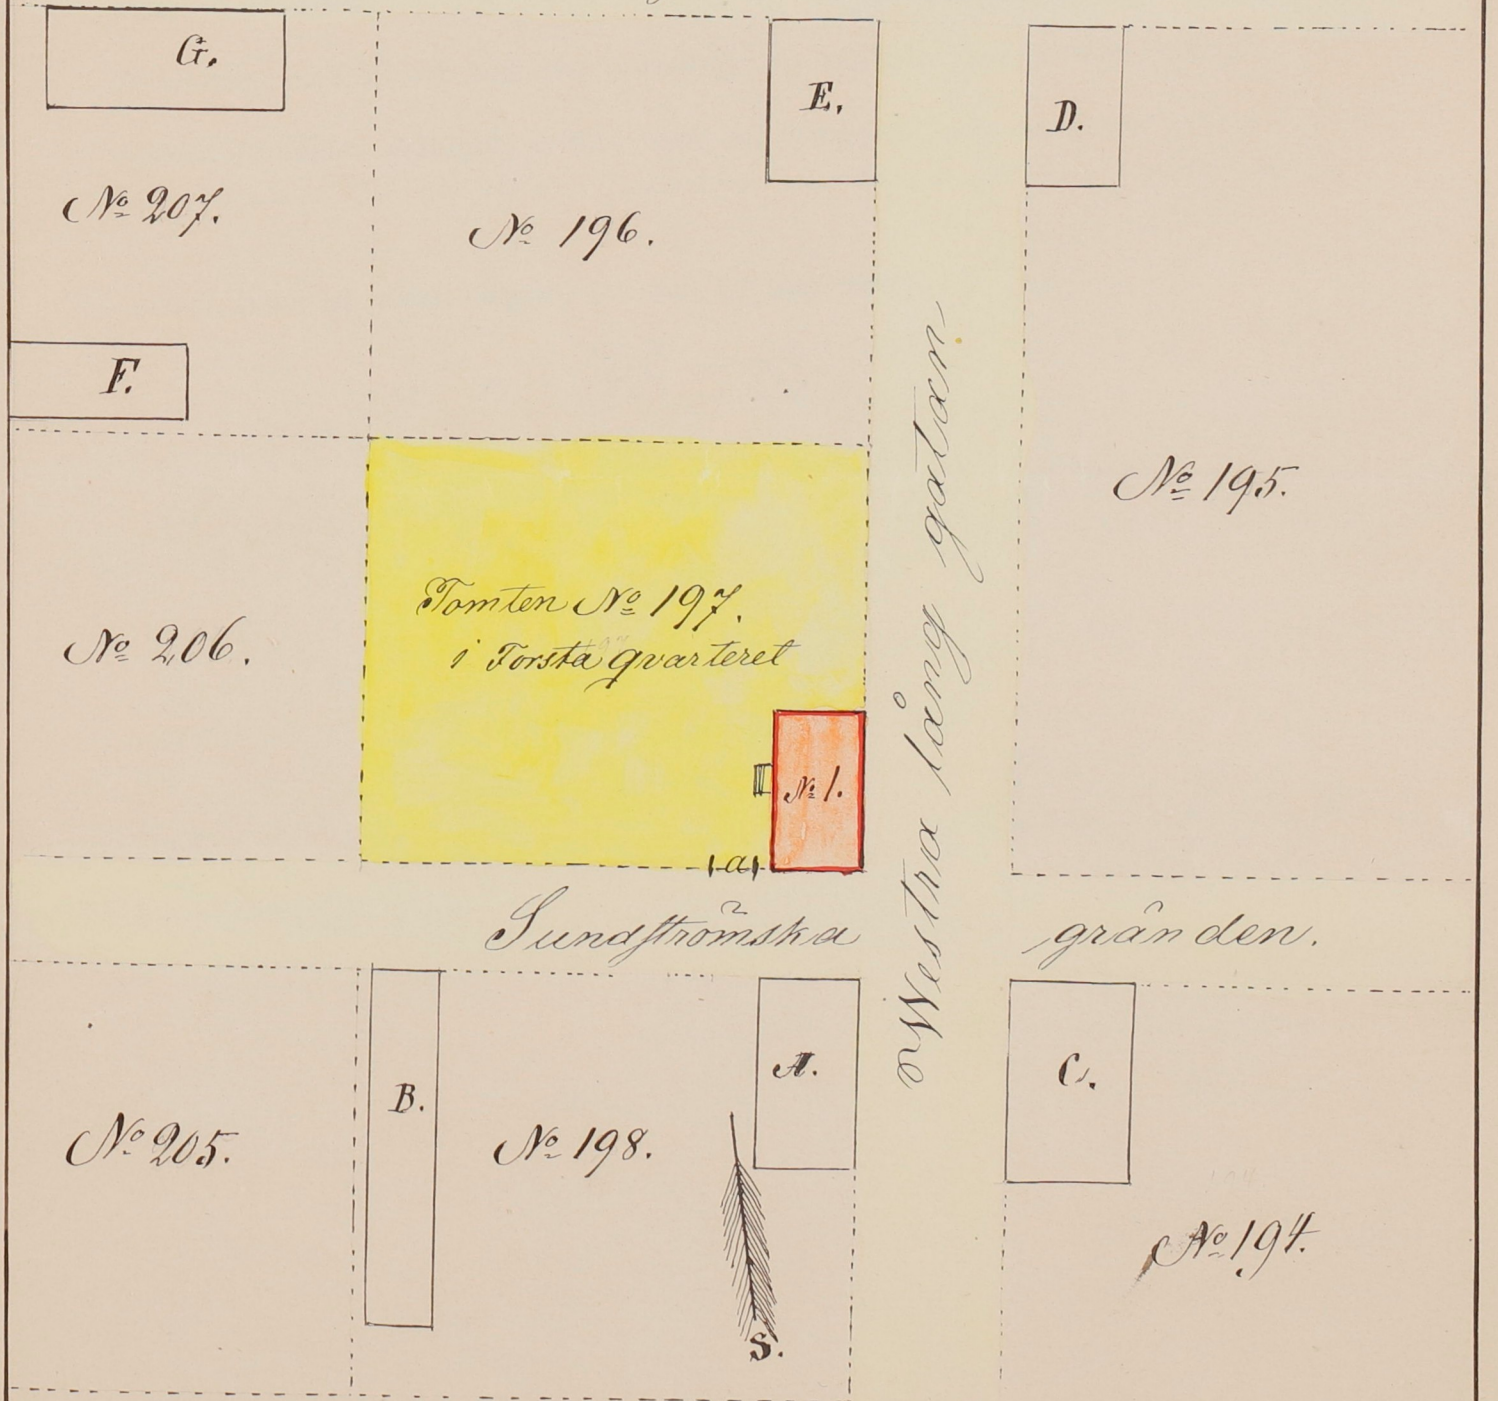 G.
E.
D.
No 207.
No 196.
F.
No 195.
Tomten No 197.
i Forsta qvarteret
No 206.
No 1.
a
Westra lång gatan
Sundströmska gränden.
A.
C.
B.
No 205.
No 198.
No 194.
S.